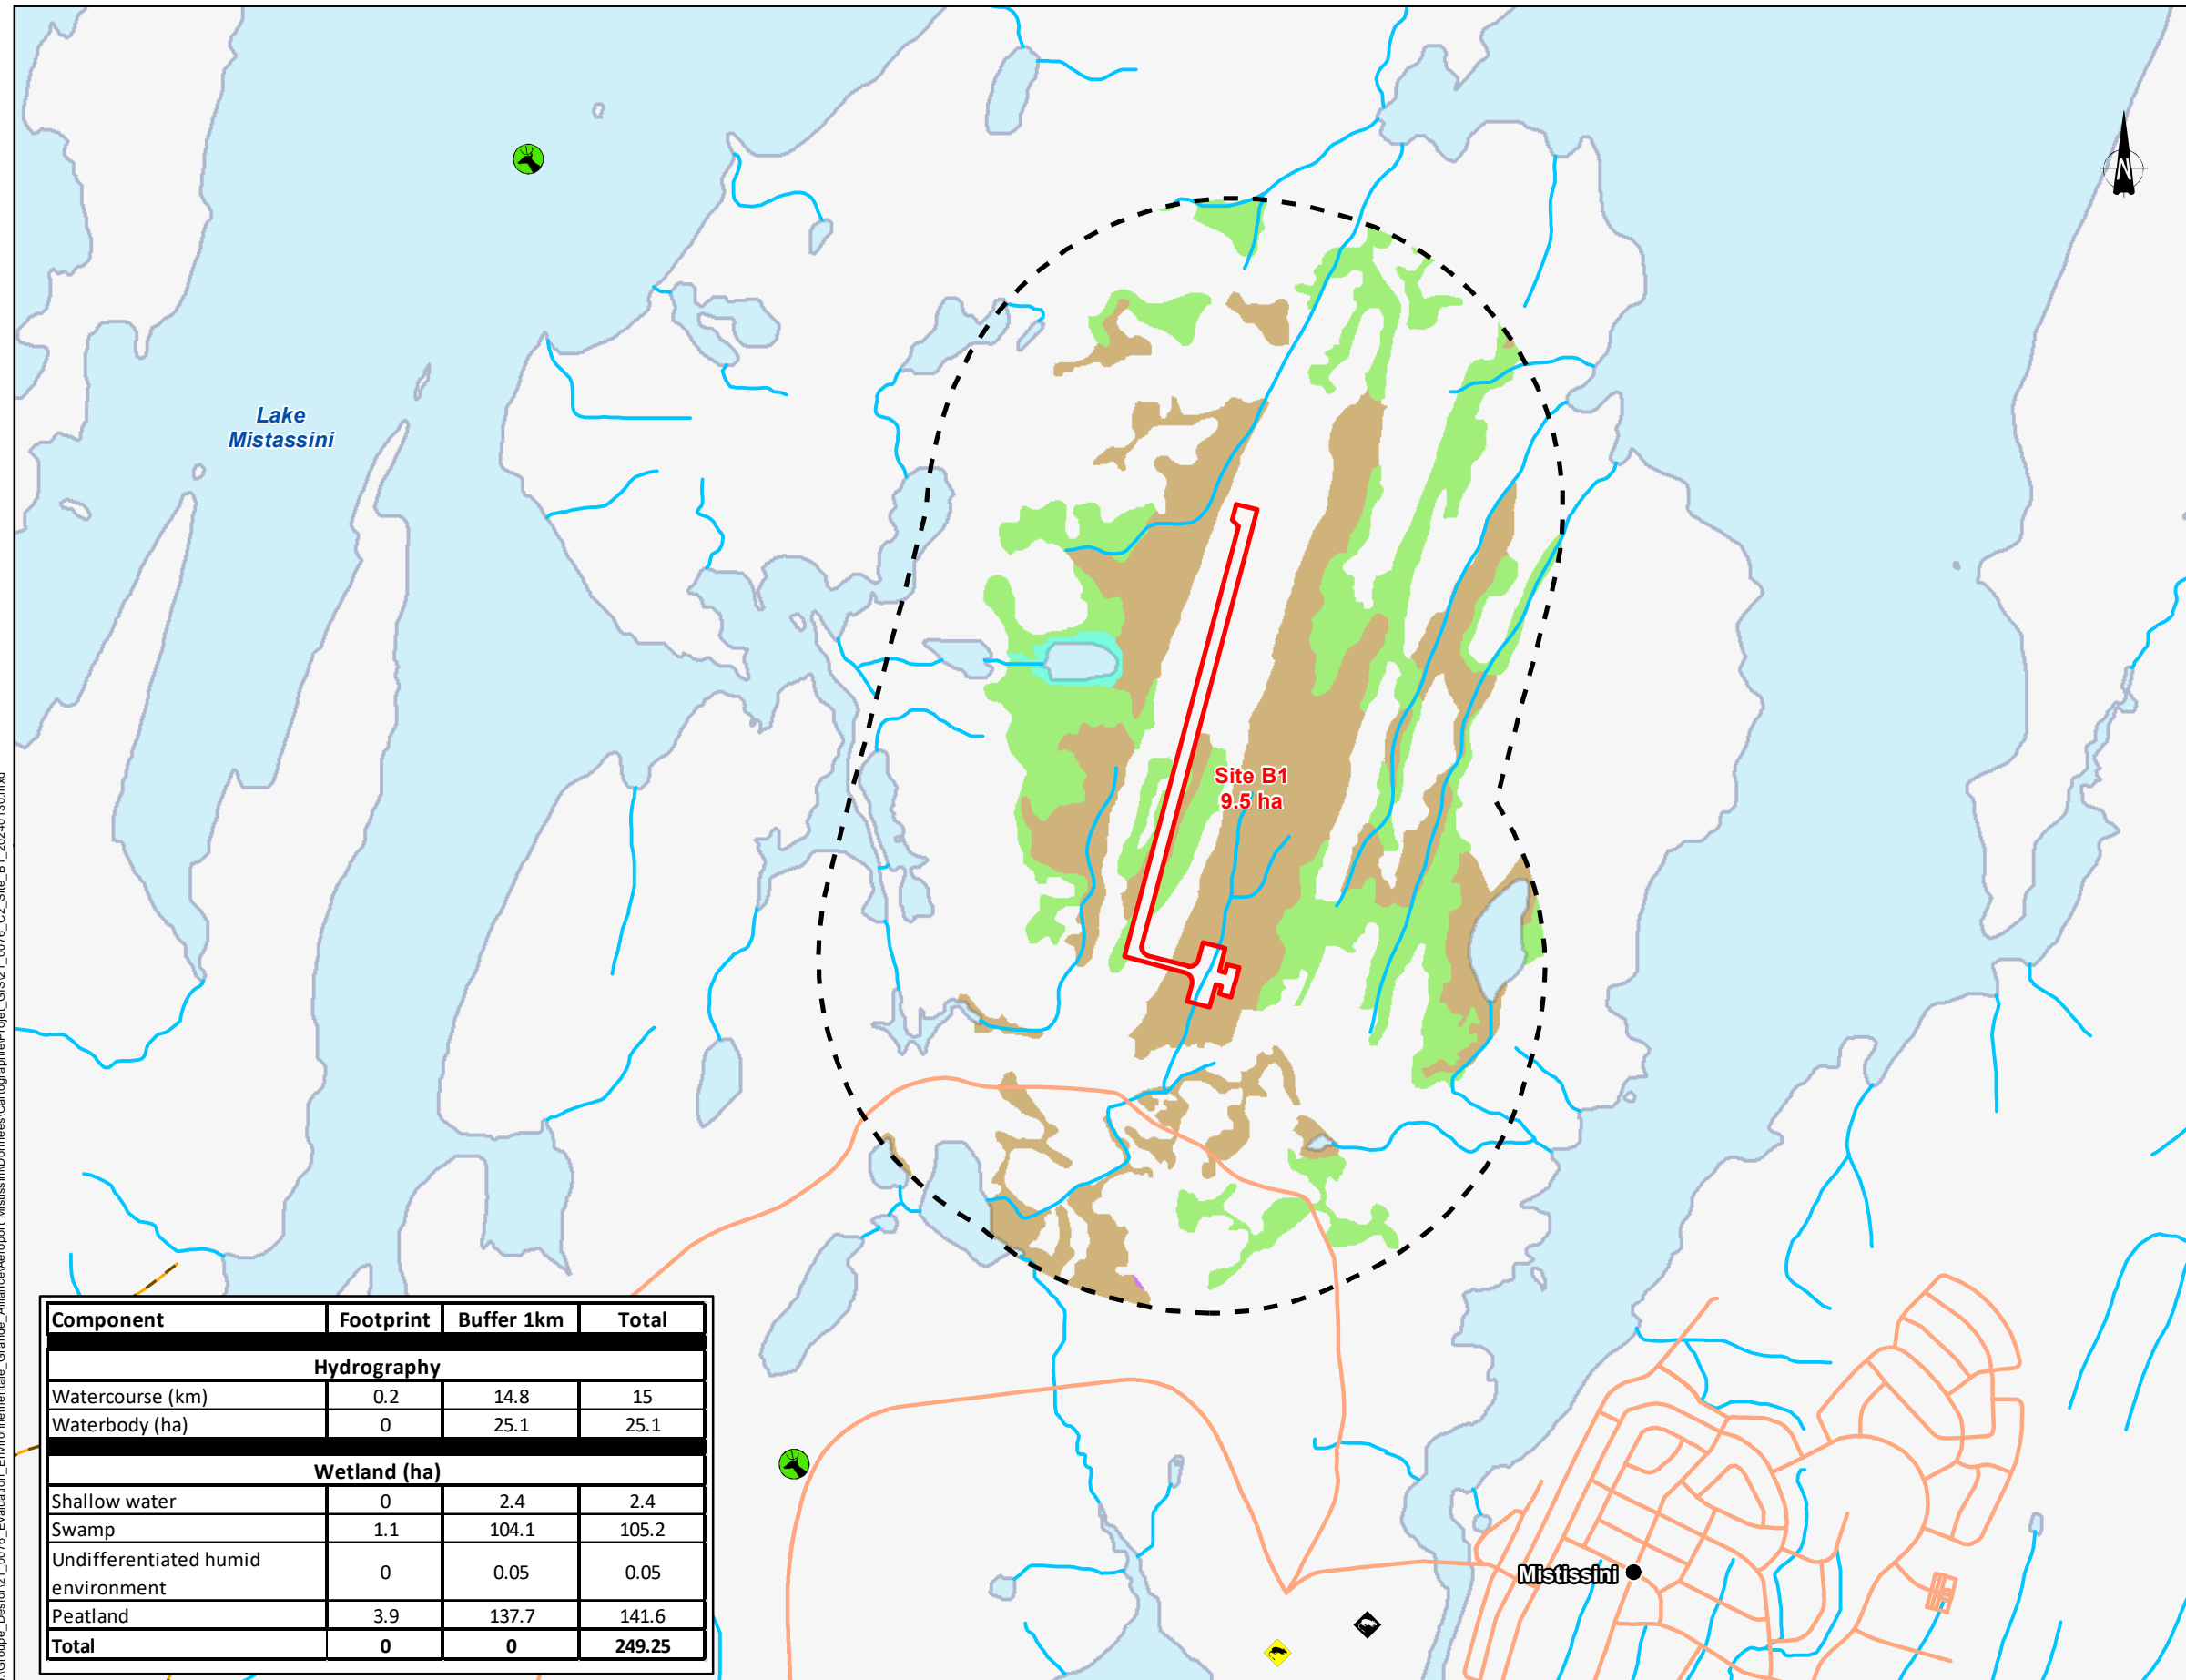 N
Lake
Mistassini
Site B1
9.5 ha
Component Footprint Buffer 1km Total
Hydrography
Watercourse (km) 0.2 14.8 15
Waterbody (ha) 0 25.1 25.1
Wetland (ha)
Shallow water 0 2.4 2.4
Swamp 1.1 104.1 105.2
Undifferentiated humid
environment 0 0.05 0.05
Peatland 3.9 137.7 141.6
Total 0 0 249.25
Mistissini